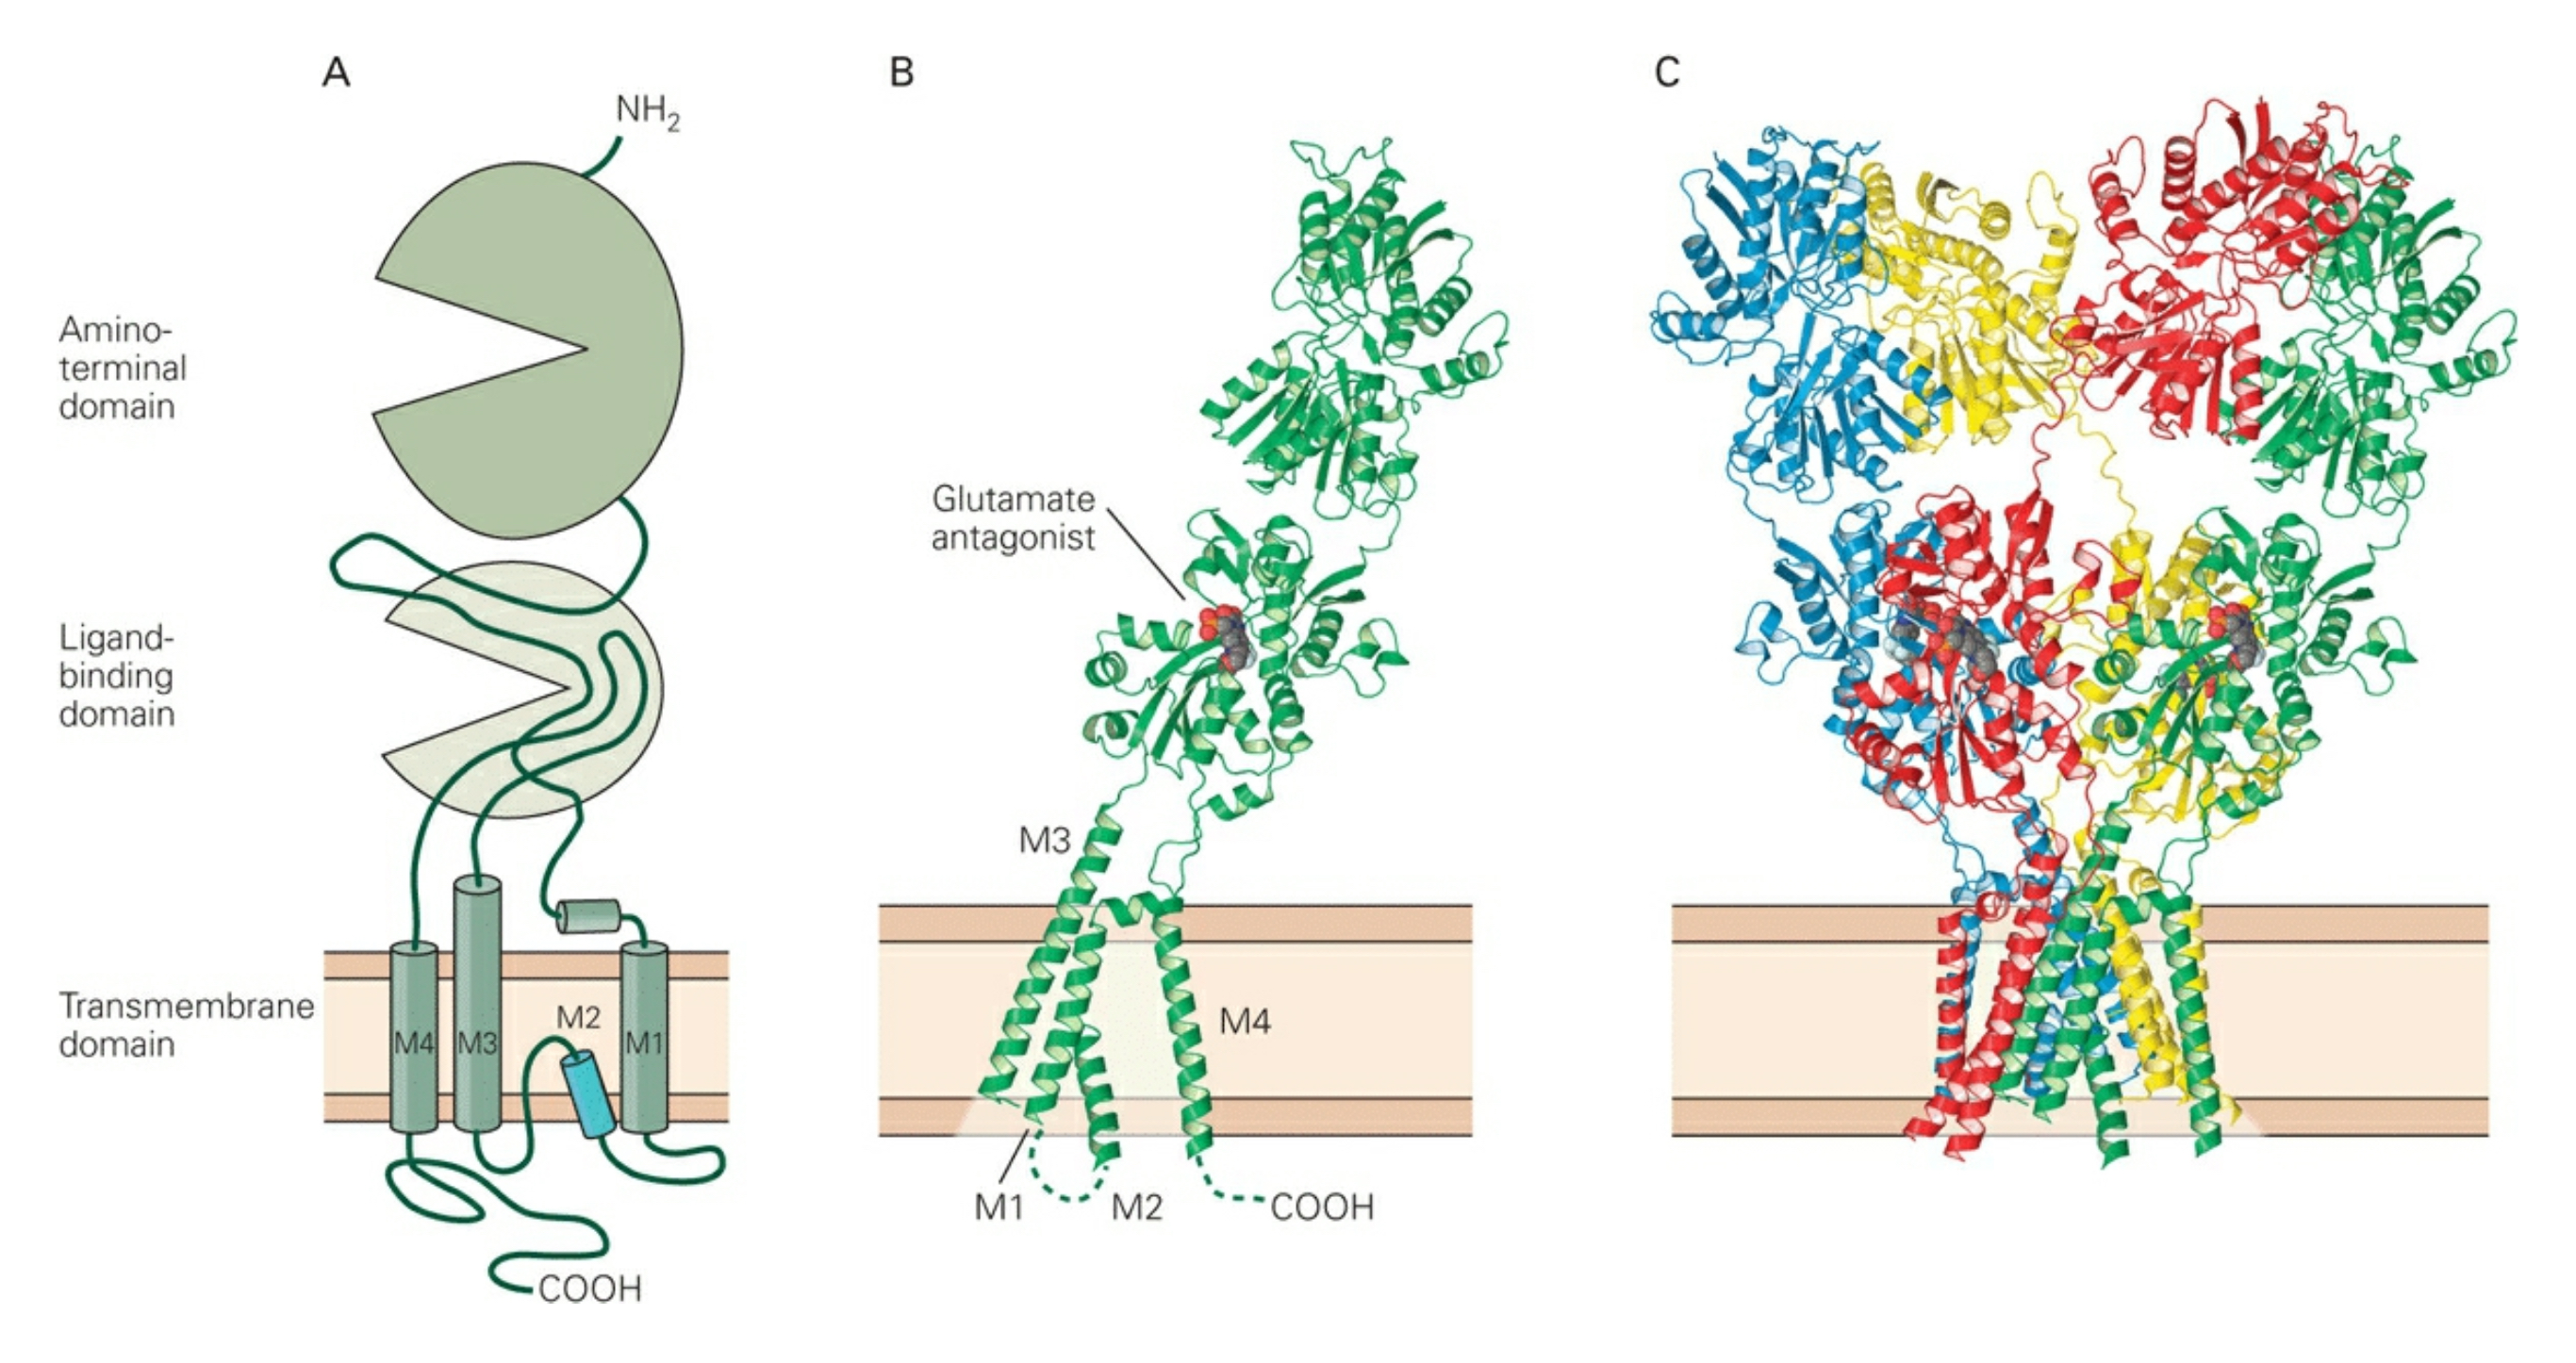 A
NH2
Amino-
terminal
domain
Ligand-
binding
domain
Transmembrane
domain
M4
M3
M2
M1
COOH
B
Glutamate
antagonist
M3
M4
M1
M2
COOH
C